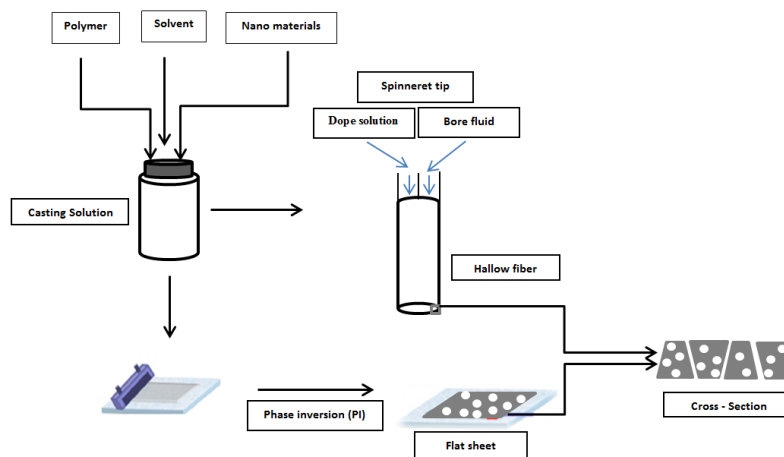 Polymer
Solvent
Nano materials
Spinneret tip
Dope solution
Bore fluid
Casting Solution
Hallow fiber
Phase inversion (PI)
Flat sheet
Cross - Section